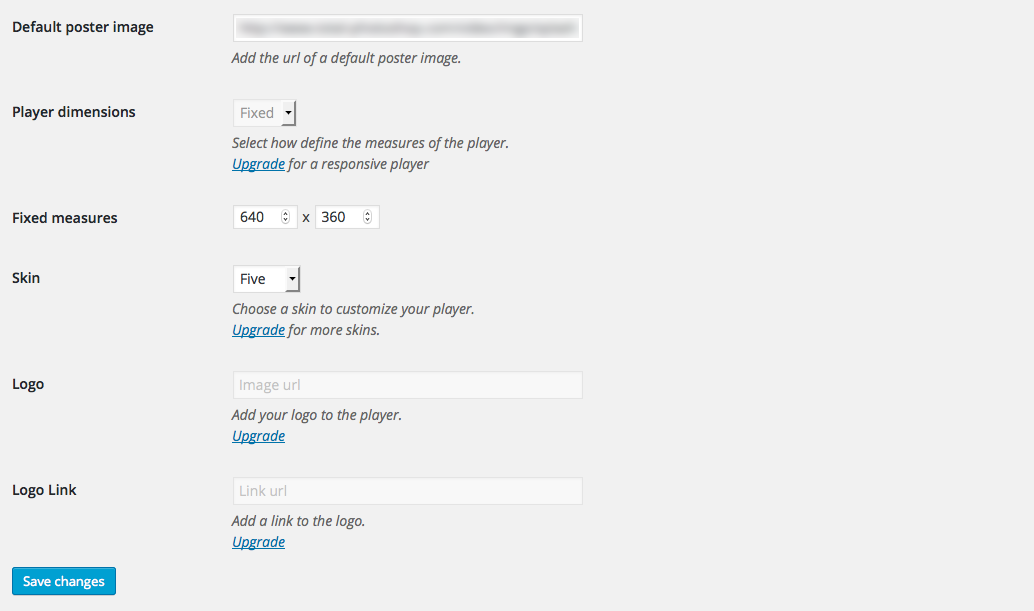 Default poster image
Add the url of a default poster image.
Player dimensions
Fixed
Select how define the measures of the player.
Upgrade for a responsive player
Fixed measures
640 x 360
Skin
Five
Choose a skin to customize your player.
Upgrade for more skins.
Logo
Image url
Add your logo to the player.
Upgrade
Logo Link
Link url
Add a link to the logo.
Upgrade
Save changes